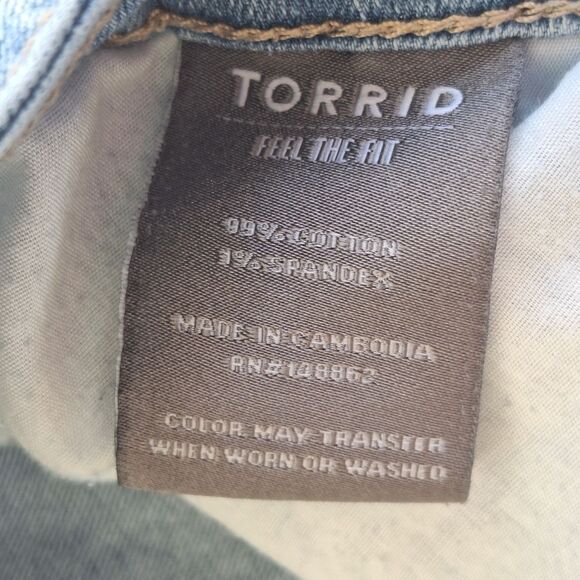 TORRID
FEEL THE FIT
99% COTTON
1% SPANDEX
MADE IN CAMBODIA
RN#148862
COLOR MAY TRANSFER
WHEN WORN OR WASHED